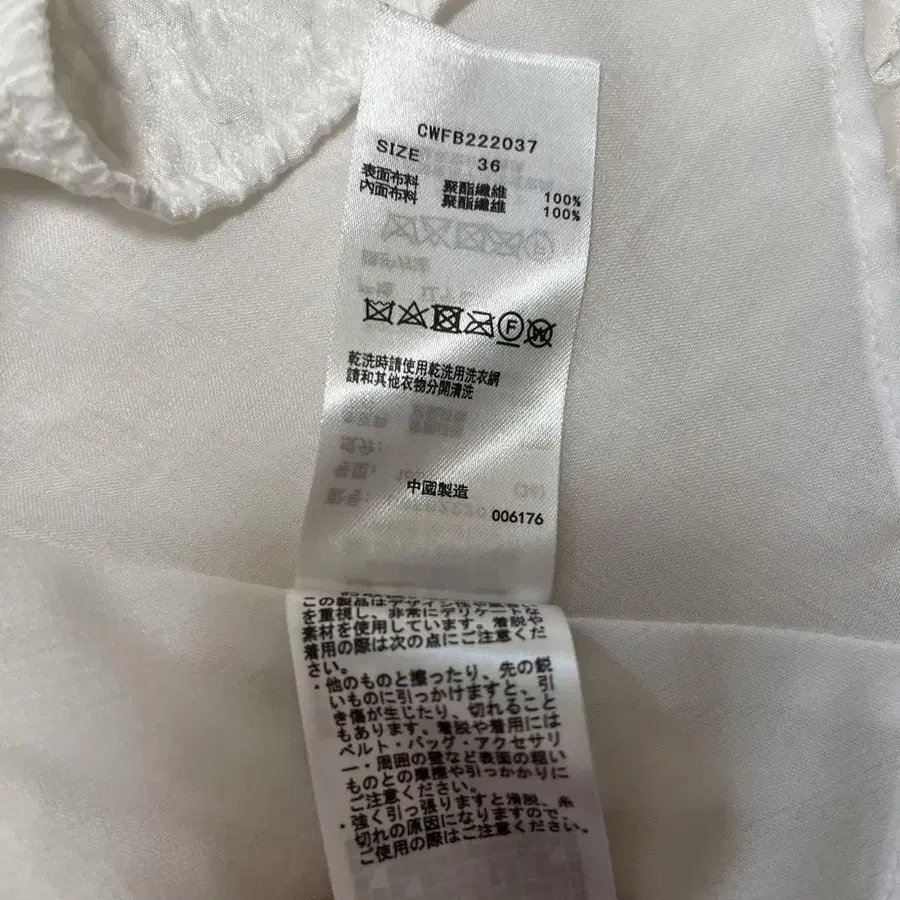 CWFB222037
SIZE 36
表面布料 聚酯纖維 100%
內面布料 聚酯纖維 100%
F W
乾洗時請使用乾洗用洗衣網
請和其他衣物分開清洗
中國製造
006176
この製品はデザイン性や
を重視し、非常にデリケートな
素材を使用しています。着脱や
着用の際は次の点にご注意くだ
さい。
・他のものと擦ったり、先の鋭
いものに引っかけますと、引
き傷が生じたり、切れること
もあります。着脱や着用には
ベルト・バッグ・アクセサリ
ー・周囲の壁など表面の粗い
ものとの摩擦や引っかかりに
ご注意ください。
・強く引っ張りますと滑脱、糸
切れの原因になりますので、
ご使用の際はご注意ください。